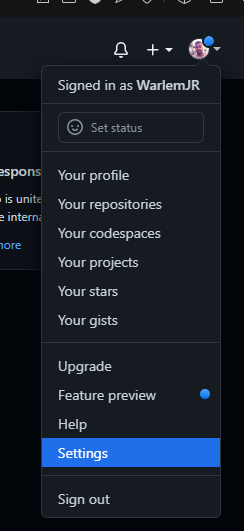 Signed in as WarlemJR
Set status
espons
o is unite
e interna
more
Your profile
Your repositories
Your codespaces
Your projects
Your stars
Your gists
Upgrade
Feature preview
Help
Settings
Sign out